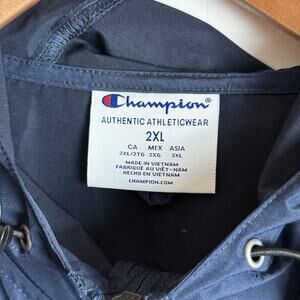 Champion
AUTHENTIC ATHLETICWEAR
2XL
CA MEX ASIA
2XL/2TG 2XG 3XL
MADE IN VIETNAM
FABRIQUÉ AU VIÊT-NAM
HECHO EN VIETNAM
CHAMPION.COM